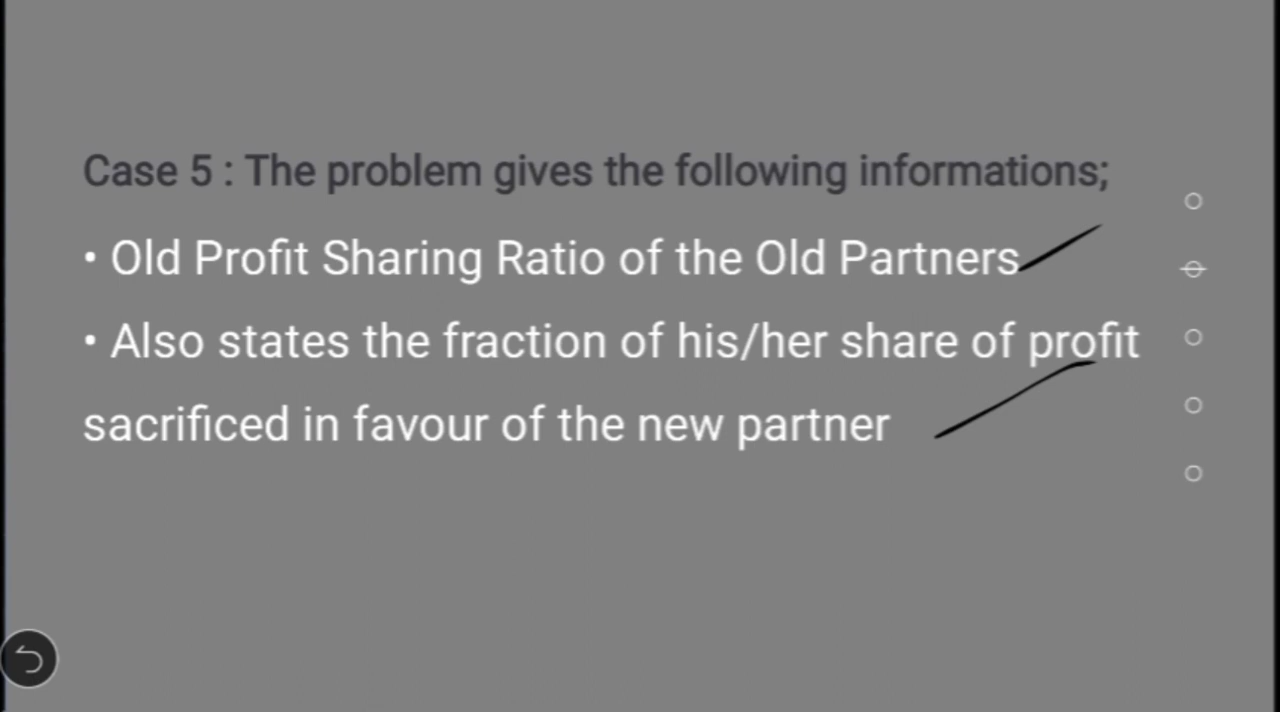 Case 5 : The problem gives the following informations;
• Old Profit Sharing Ratio of the Old Partners
• Also states the fraction of his/her share of profit
sacrificed in favour of the new partner